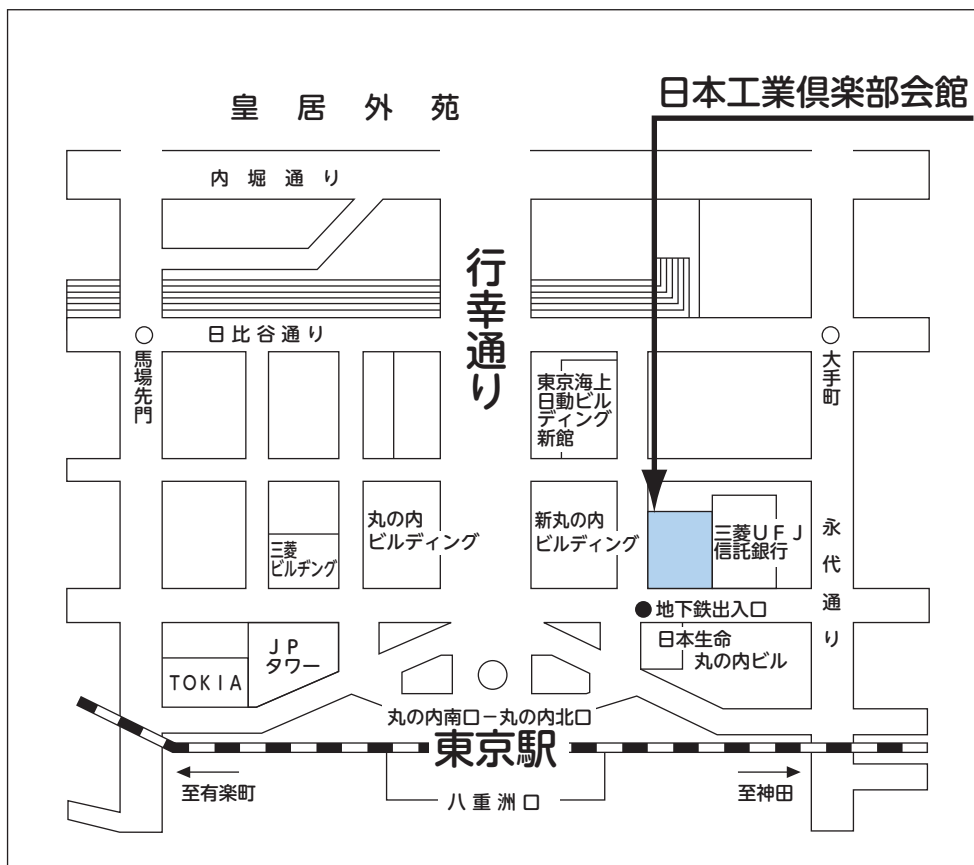 皇居外苑
日本工業倶楽部会館
内堀通り
行幸通り
日比谷通り
馬場先門
大手町
東京海上
日動ビル
ディング
新館
丸の内
ビルディング
新丸の内
ビルディング
三菱
ビルヂング
三菱UFJ
信託銀行
永代通り
地下鉄出入口
日本生命
丸の内ビル
JP
タワー
TOKIA
丸の内南口−丸の内北口
東京駅
至有楽町
八重洲口
至神田